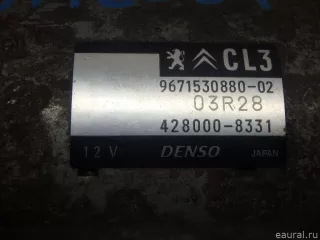 CL3
9671530880-02
03R28
428000-8331
12 V DENSO JAPAN
eaural.ru